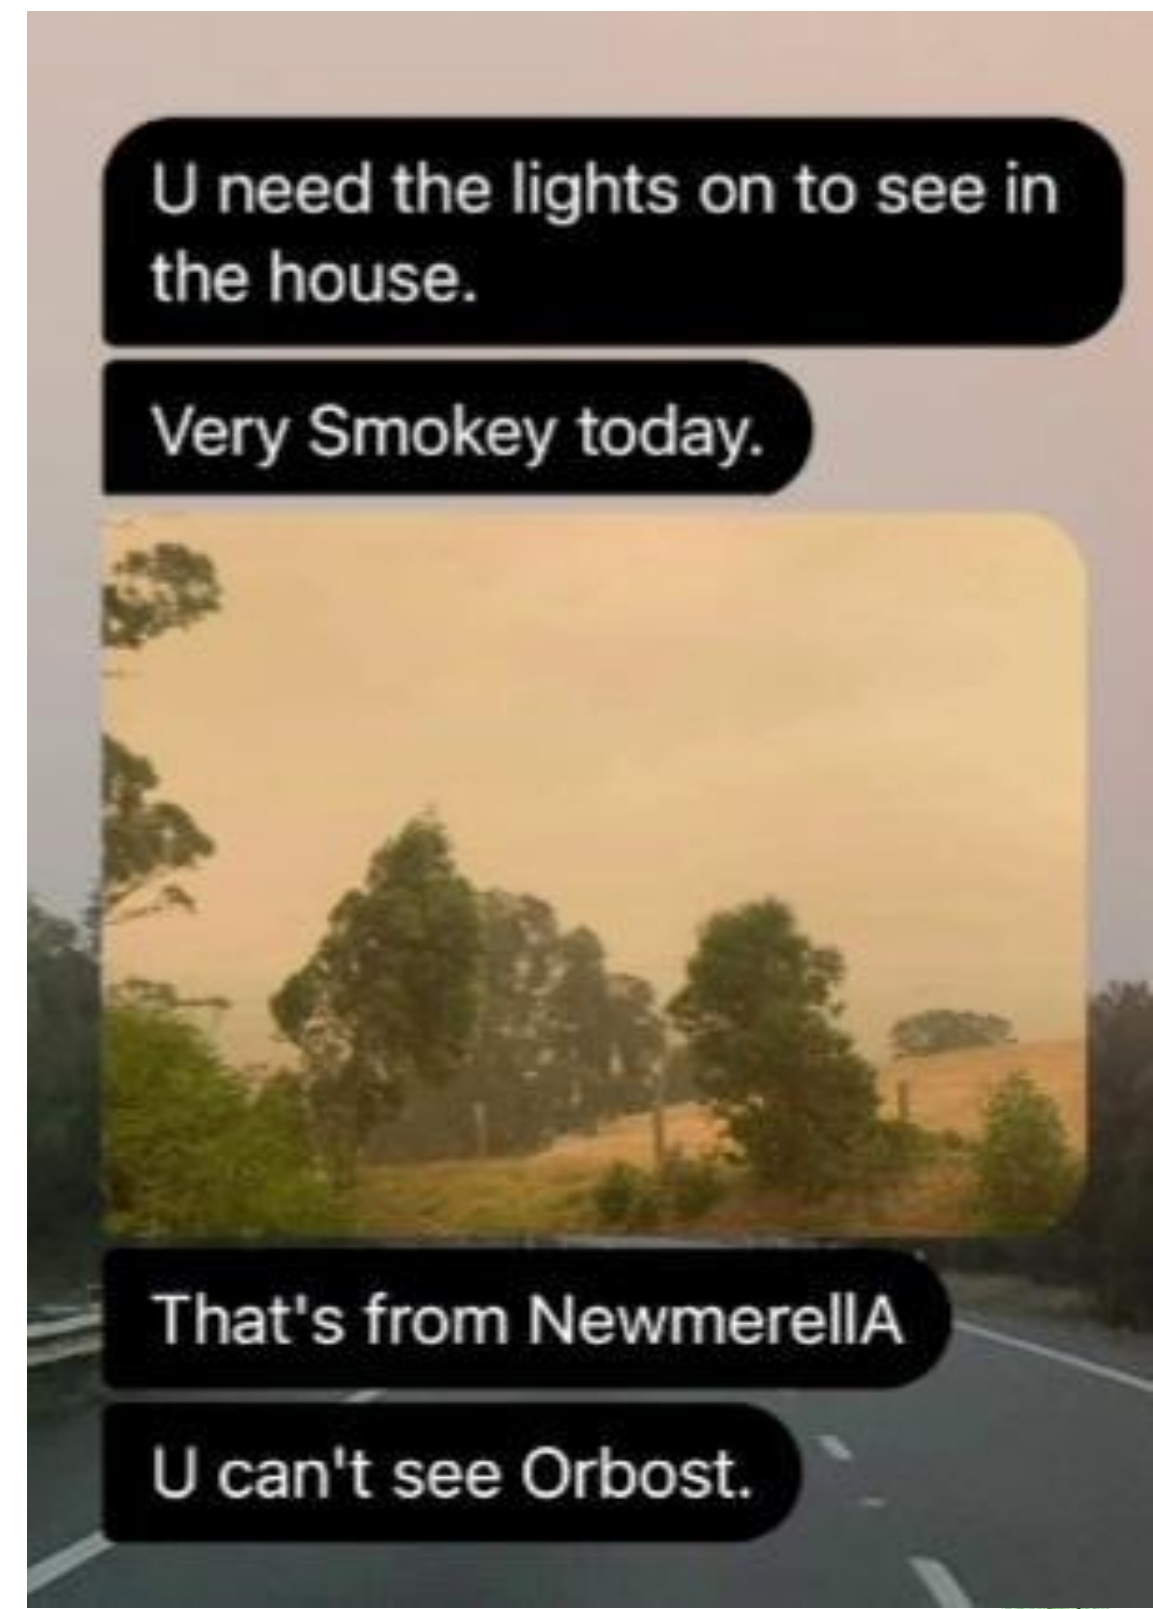 U need the lights on to see in
the house.
Very Smokey today.
That's from NewmerellA
U can't see Orbost.